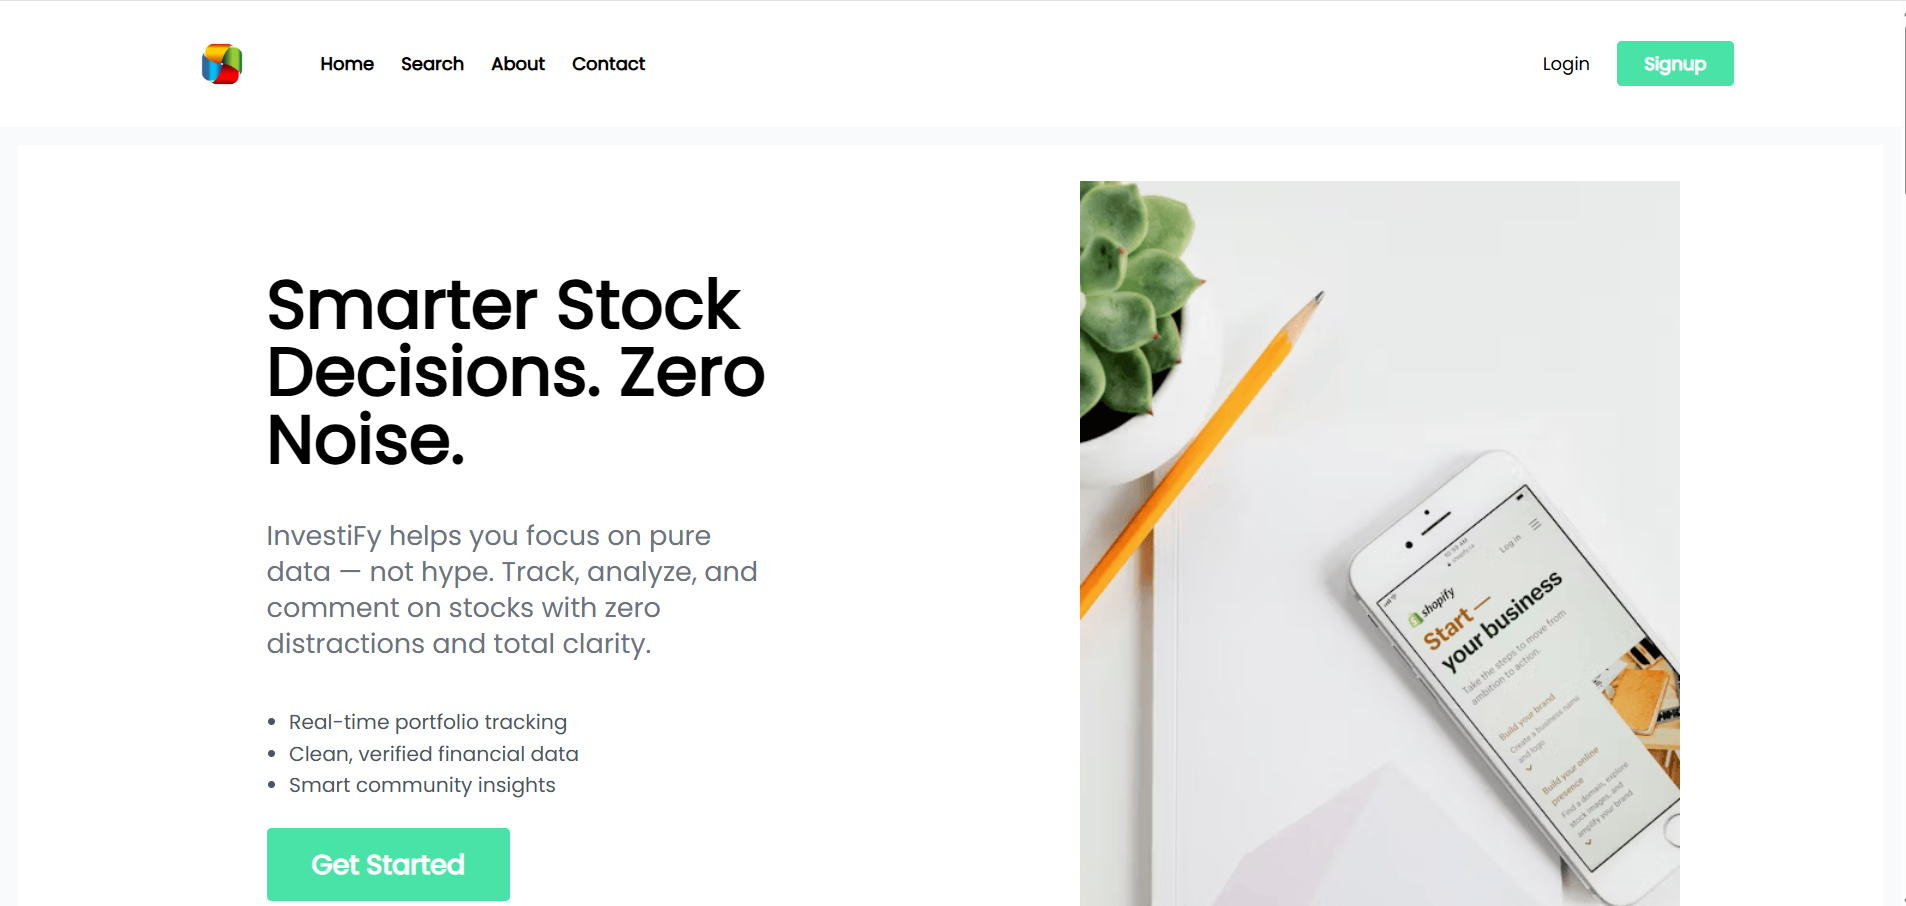 Home Search About Contact Login Signup
Smarter Stock
Decisions. Zero
Noise.
InvestiFy helps you focus on pure
data — not hype. Track, analyze, and
comment on stocks with zero
distractions and total clarity.
Real-time portfolio tracking
Clean, verified financial data
Smart community insights
Get Started
10:39 AM
Log in
shopify
Start —
your business
Take the steps to move from
ambition to action.
Build your brand
Create a business name
and logo
Build your online
presence
Find a domain, explore
stock images, and
amplify your brand